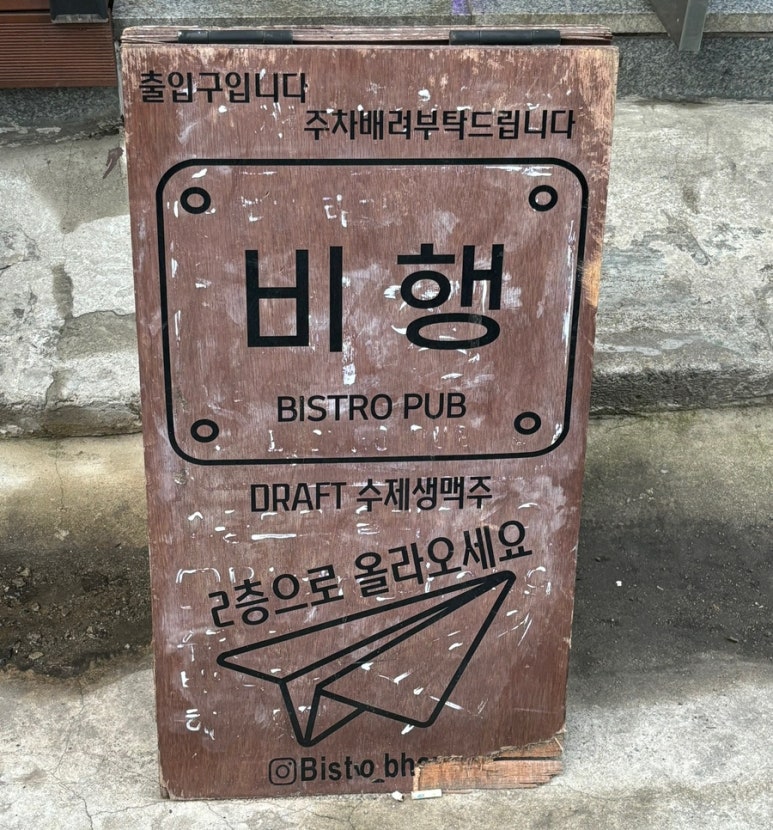 출입구입니다
주차배려부탁드립니다
비행
BISTRO PUB
DRAFT 수제생맥주
2층으로 올라오세요